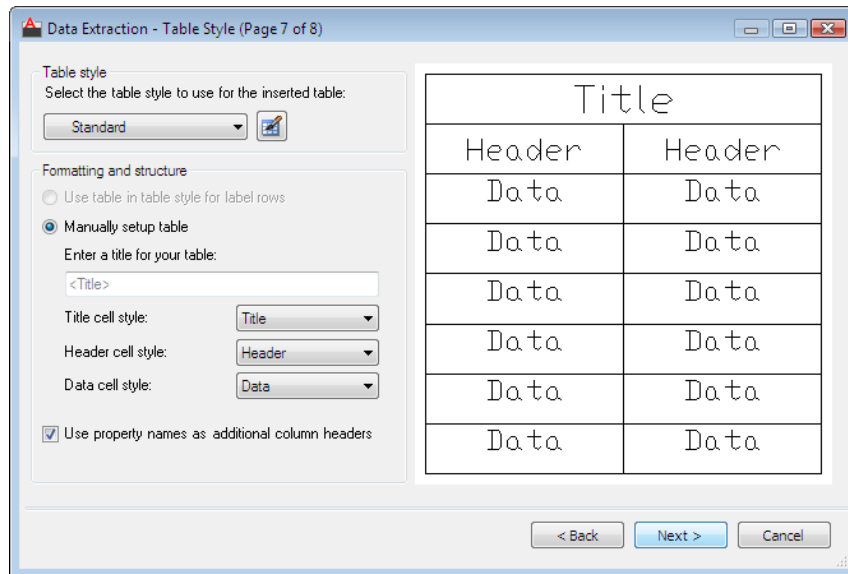 Data Extraction - Table Style (Page 7 of 8)
Table style
Select the table style to use for the inserted table:
Standard
Formatting and structure
Use table in table style for label rows
Manually setup table
Enter a title for your table:
<Title>
Title cell style: Title
Header cell style: Header
Data cell style: Data
Use property names as additional column headers
Title
Header Header
Data Data
Data Data
Data Data
Data Data
Data Data
Data Data
< Back Next > Cancel